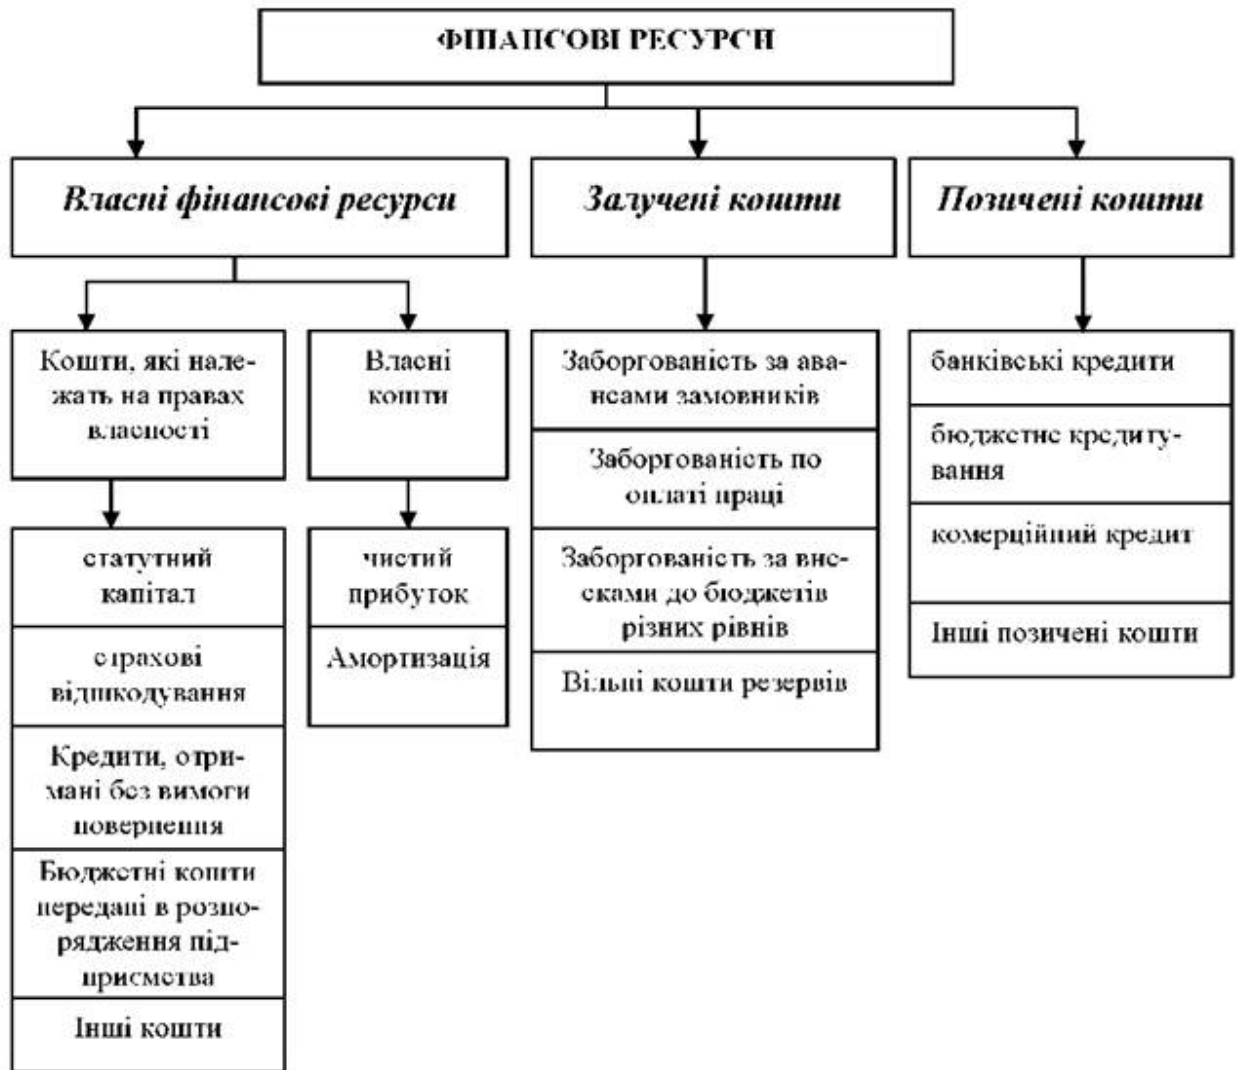 ФІНАНСОВІ РЕСУРСИ
Власні фінансові ресурси
Залучені кошти
Позичені кошти
Кошти, які нале-
жать на правах
власності
Власні
кошти
статутний
капітал
страхові
відшкодування
Кредити, отри-
мані без вимоги
повернення
Бюджетні кошти
передані в розпо-
рядження під-
приємства
Інші кошти
чистий
прибуток
Амортизація
Заборгованість за ава-
нсами замовників
Заборгованість по
оплаті праці
Заборгованість за вне-
сками до бюджетів
різних рівнів
Вільні кошти резервів
банківські кредити
бюджетне кредиту-
вання
комерційний кредит
Інші позичені кошти